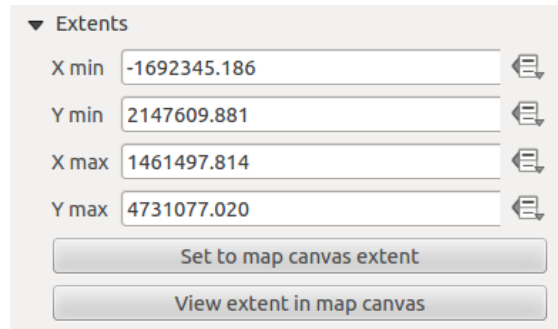 Extents
X min -1692345.186
Y min 2147609.881
X max 1461497.814
Y max 4731077.020
Set to map canvas extent
View extent in map canvas